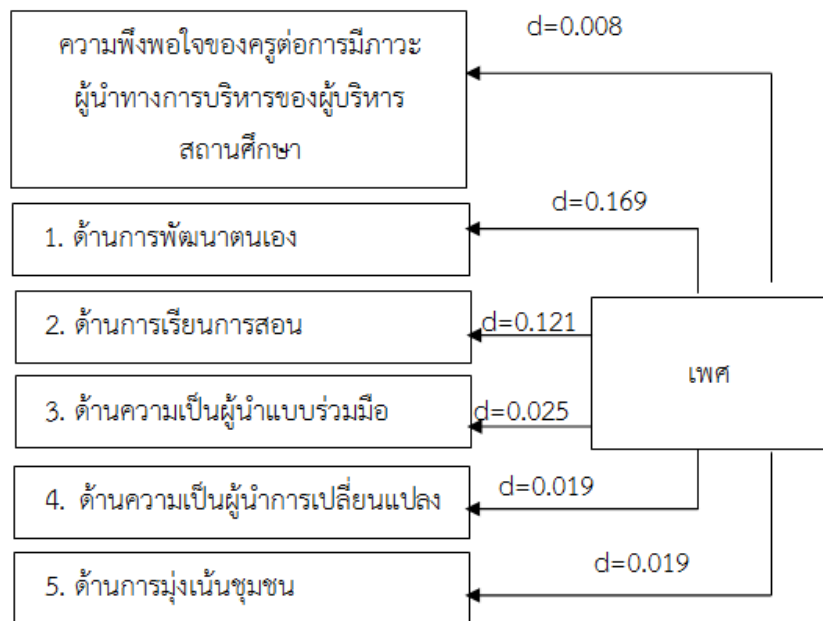 d=0.008
ความพึงพอใจของครูต่อการมีภาวะ
ผู้นำทางการบริหารของผู้บริหาร
สถานศึกษา
d=0.169
1. ด้านการพัฒนาตนเอง
2. ด้านการเรียนการสอน
d=0.121
เพศ
3. ด้านความเป็นผู้นำแบบร่วมมือ
d=0.025
4. ด้านความเป็นผู้นำการเปลี่ยนแปลง
d=0.019
5. ด้านการมุ่งเน้นชุมชน
d=0.019